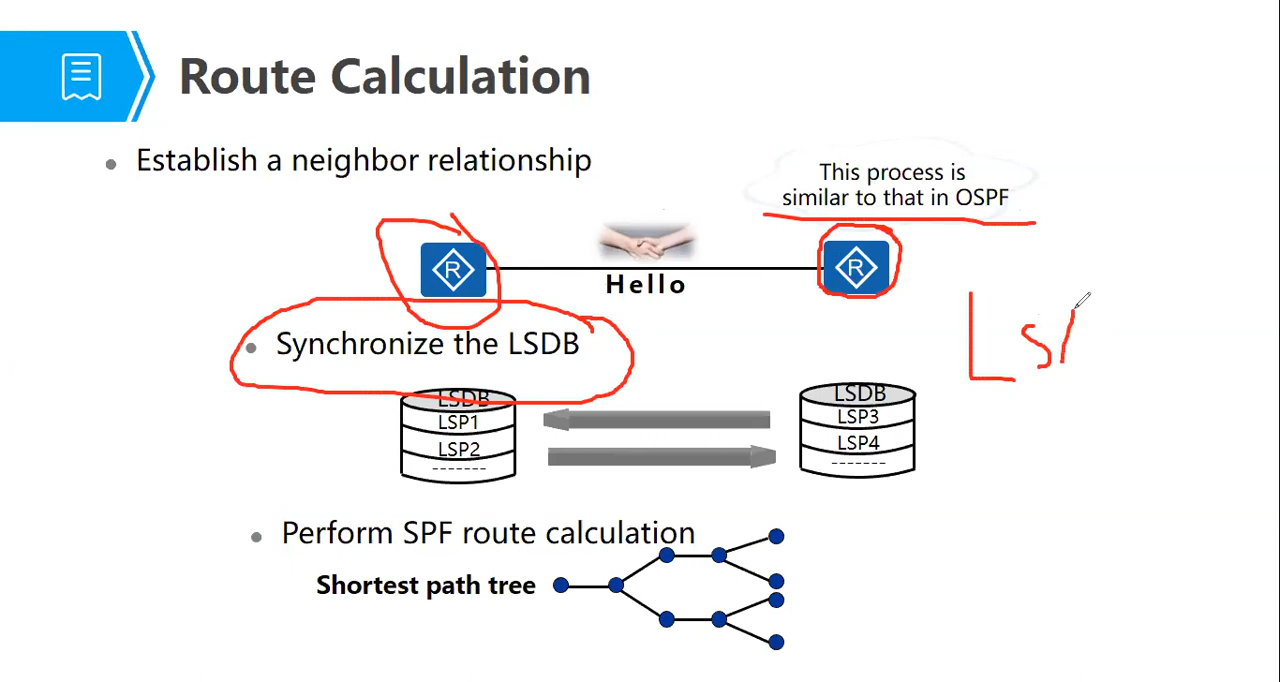 Route Calculation
Establish a neighbor relationship
This process is
similar to that in OSPF
R
R
Hello
Synchronize the LSDB
LSDB
LSP1
LSP2
-------
LSDB
LSP3
LSP4
-------
Perform SPF route calculation
Shortest path tree